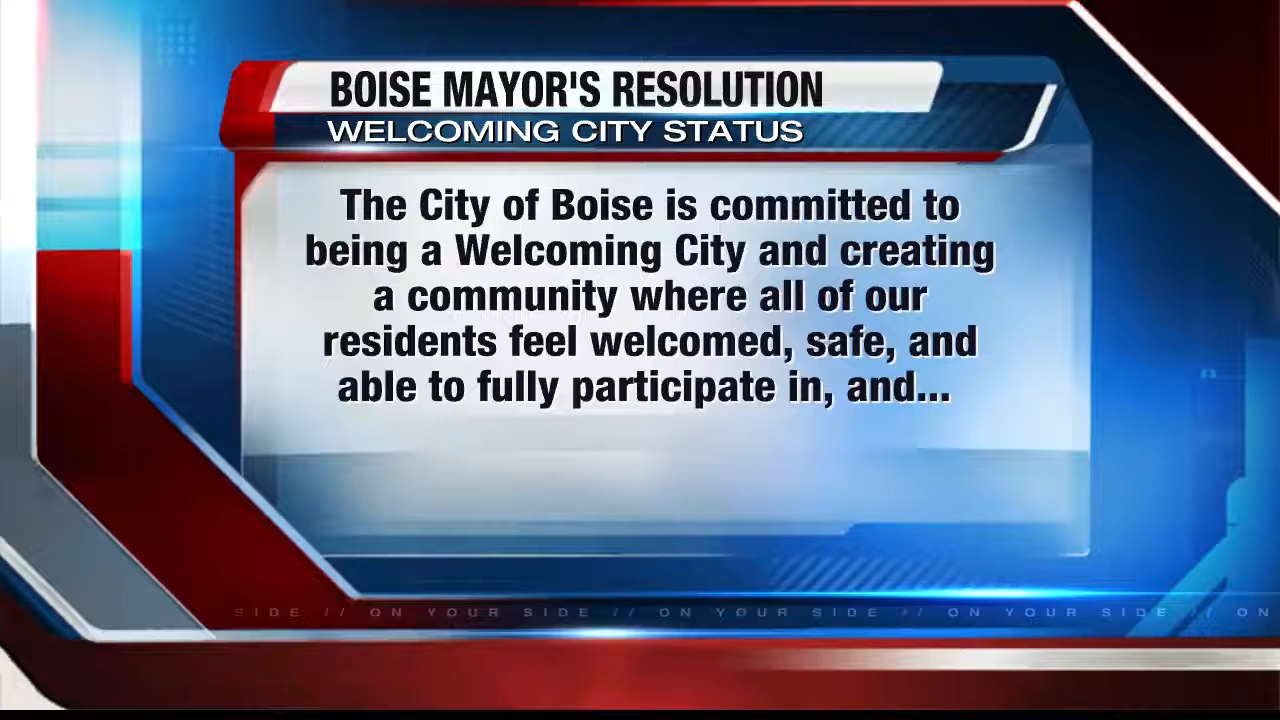 BOISE MAYOR'S RESOLUTION
WELCOMING CITY STATUS
The City of Boise is committed to
being a Welcoming City and creating
a community where all of our
residents feel welcomed, safe, and
able to fully participate in, and...
SIDE // ON YOUR SIDE // ON YOUR SIDE // ON YOUR SIDE // ON